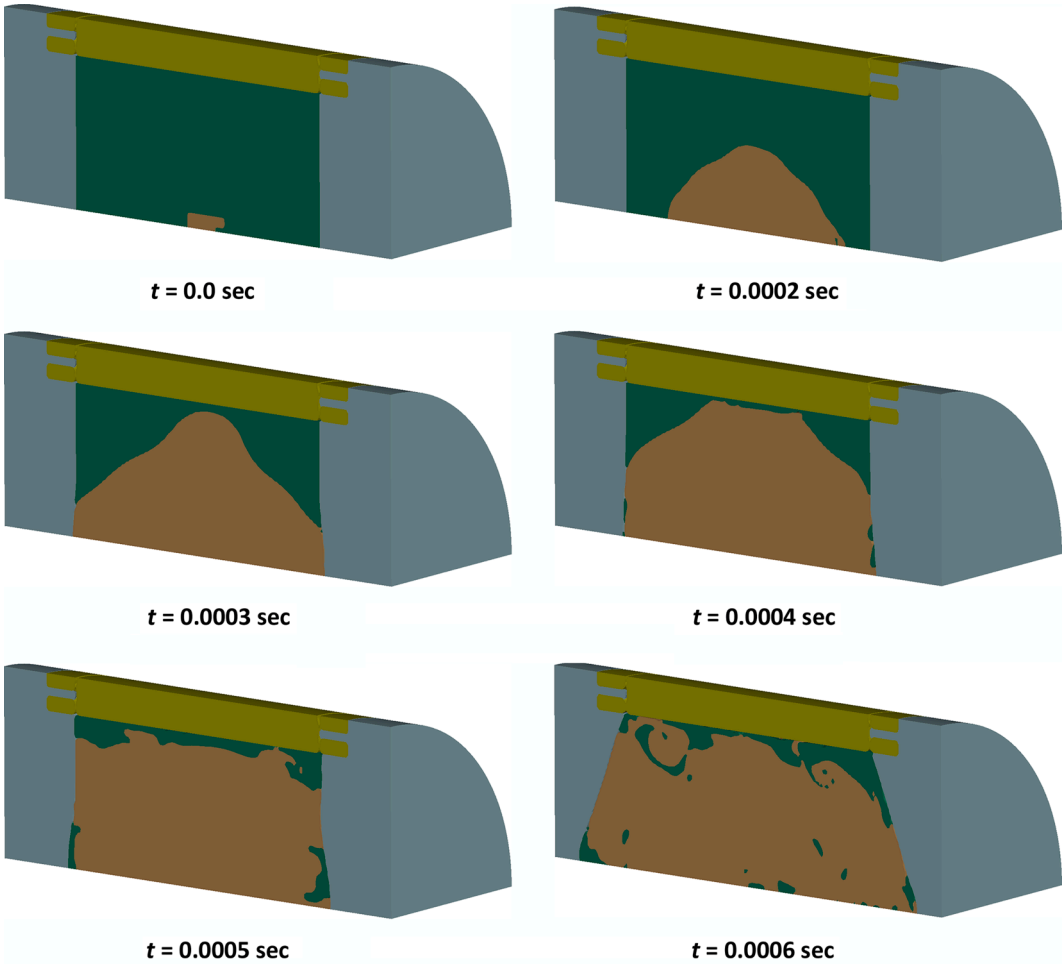 t = 0.0 sec
t = 0.0002 sec
t = 0.0003 sec
t = 0.0004 sec
t = 0.0005 sec
t = 0.0006 sec